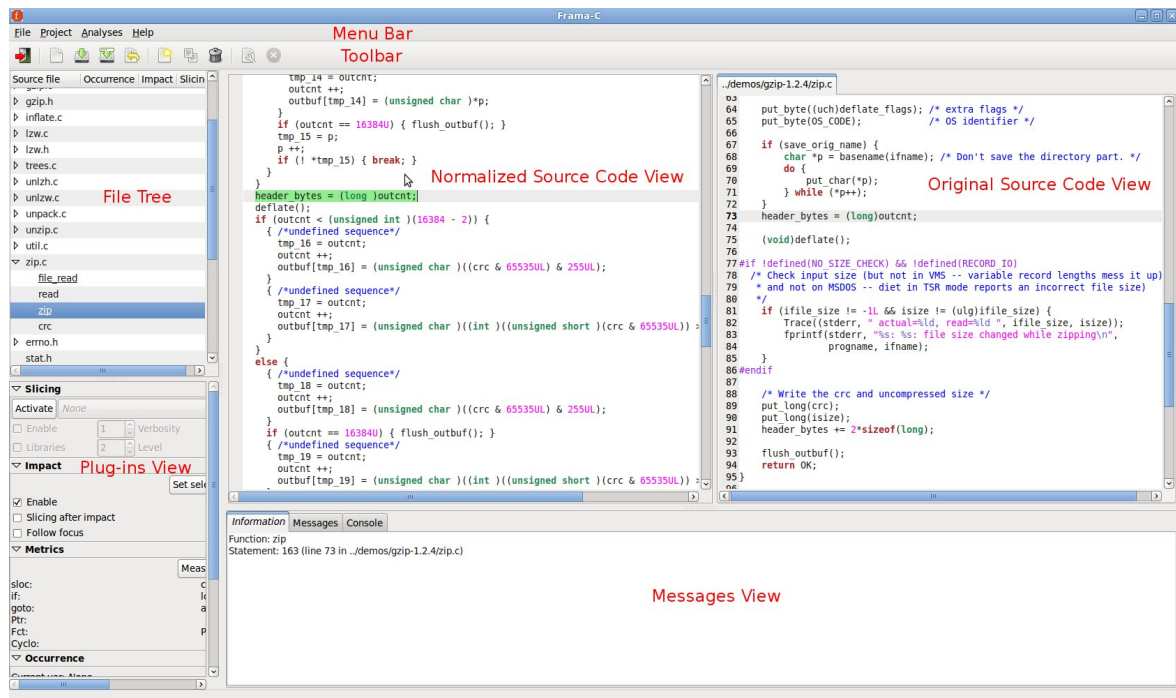 Frama-C
File Project Analyses Help
Menu Bar
Toolbar
Source file Occurrence Impact Slicin
gzip.h
inflate.c
lzw.c
lzw.h
trees.c
unlzh.c
unlzw.c
unpack.c
unzip.c
util.c
zip.c
file_read
read
zip
crc
errno.h
stat.h
File Tree
Slicing
Activate None
Enable 1 Verbosity
Libraries 2 Level
Impact
Plug-ins View
Set sele
Enable
Slicing after impact
Follow focus
Metrics
Meas
sloc:
if:
goto:
Ptr:
Fct:
Cyclo:
Occurrence
tmp_14 = outcnt;
outcnt ++;
outbuf[tmp_14] = (unsigned char )*p;
}
if (outcnt == 16384U) { flush_outbuf(); }
tmp_15 = p;
p ++;
if (! *tmp_15) { break; }
}
}
Normalized Source Code View
header_bytes = (long )outcnt;
deflate();
if (outcnt < (unsigned int )(16384 - 2)) {
{ /*undefined sequence*/
tmp_16 = outcnt;
outcnt ++;
outbuf[tmp_16] = (unsigned char )((crc & 65535UL) & 255UL);
}
{ /*undefined sequence*/
tmp_17 = outcnt;
outcnt ++;
outbuf[tmp_17] = (unsigned char )((int )((unsigned short )(crc & 65535UL)) >
}
}
else {
{ /*undefined sequence*/
tmp_18 = outcnt;
outcnt ++;
outbuf[tmp_18] = (unsigned char )((crc & 65535UL) & 255UL);
}
if (outcnt == 16384U) { flush_outbuf(); }
{ /*undefined sequence*/
tmp_19 = outcnt;
outcnt ++;
outbuf[tmp_19] = (unsigned char )((int )((unsigned short )(crc & 65535UL)) >
../demos/gzip-1.2.4/zip.c
63
64 put_byte((uch)deflate_flags); /* extra flags */
65 put_byte(OS_CODE); /* OS identifier */
66
67 if (save_orig_name) {
68 char *p = basename(ifname); /* Don't save the directory part. */
69 do {
70 put_char(*p);
71 } while (*p++);
72 }
73 header_bytes = (long)outcnt;
74
75 (void)deflate();
76
77 #if !defined(NO_SIZE_CHECK) && !defined(RECORD_IO)
78 /* Check input size (but not in VMS -- variable record lengths mess it up)
79 * and not on MSDOS -- diet in TSR mode reports an incorrect file size)
80 */
81 if (ifile_size != -1L && isize != (ulg)ifile_size) {
82 Trace((stderr, " actual=%ld, read=%ld ", ifile_size, isize));
83 fprintf(stderr, "%s: %s: file size changed while zipping\n",
84 progname, ifname);
85 }
86 #endif
87
88 /* Write the crc and uncompressed size */
89 put_long(crc);
90 put_long(isize);
91 header_bytes += 2*sizeof(long);
92
93 flush_outbuf();
94 return OK;
95 }
Original Source Code View
Information Messages Console
Function: zip
Statement: 163 (line 73 in ../demos/gzip-1.2.4/zip.c)
Messages View